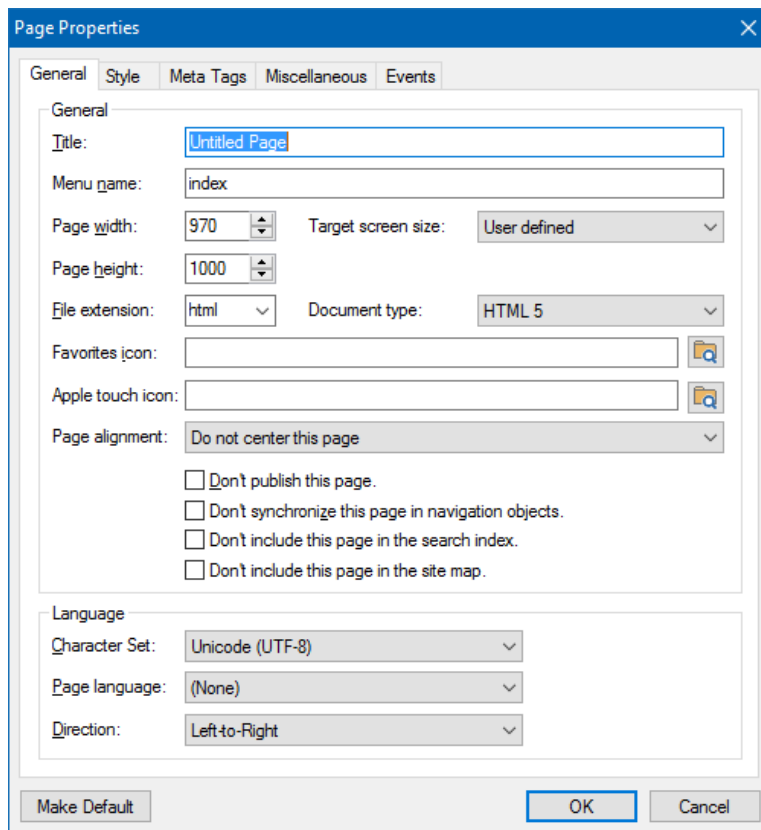 Page Properties
General Style Meta Tags Miscellaneous Events
General
Title: Untitled Page
Menu name: index
Page width: 970 Target screen size: User defined
Page height: 1000
File extension: html Document type: HTML 5
Favorites icon:
Apple touch icon:
Page alignment: Do not center this page
Don't publish this page.
Don't synchronize this page in navigation objects.
Don't include this page in the search index.
Don't include this page in the site map.
Language
Character Set: Unicode (UTF-8)
Page language: (None)
Direction: Left-to-Right
Make Default OK Cancel